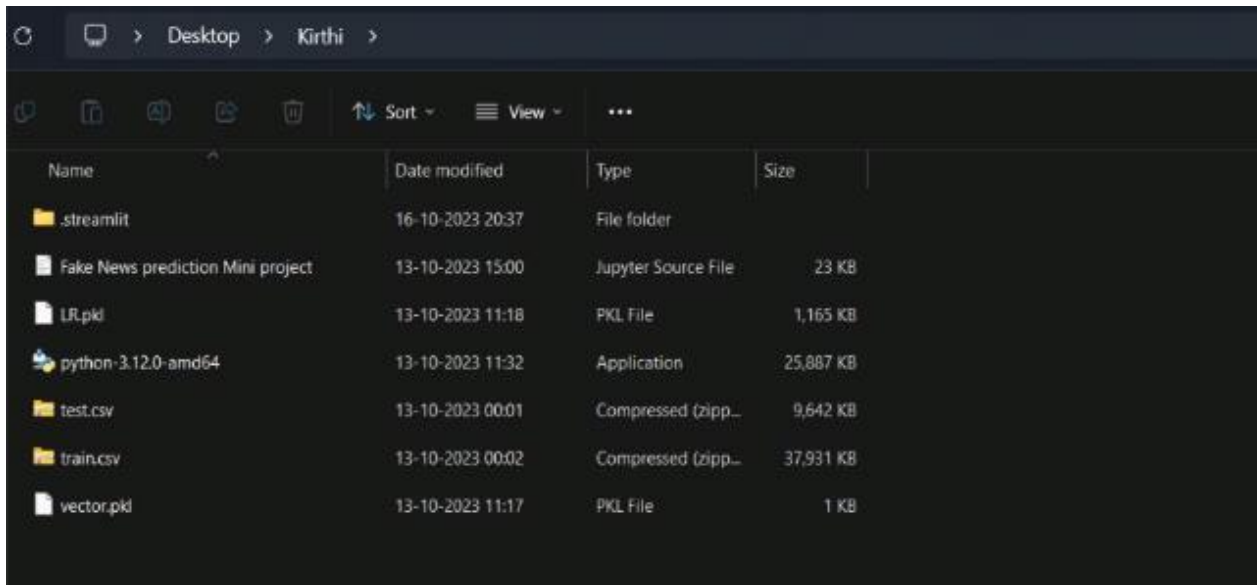 Desktop > Kirthi >
Sort View ...
Name Date modified Type Size
.streamlit 16-10-2023 20:37 File folder
Fake News prediction Mini project 13-10-2023 15:00 Jupyter Source File 23 KB
LR.pkl 13-10-2023 11:18 PKL File 1,165 KB
python-3.12.0-amd64 13-10-2023 11:32 Application 25,887 KB
test.csv 13-10-2023 00:01 Compressed (zipp... 9,642 KB
train.csv 13-10-2023 00:02 Compressed (zipp... 37,931 KB
vector.pkl 13-10-2023 11:17 PKL File 1 KB